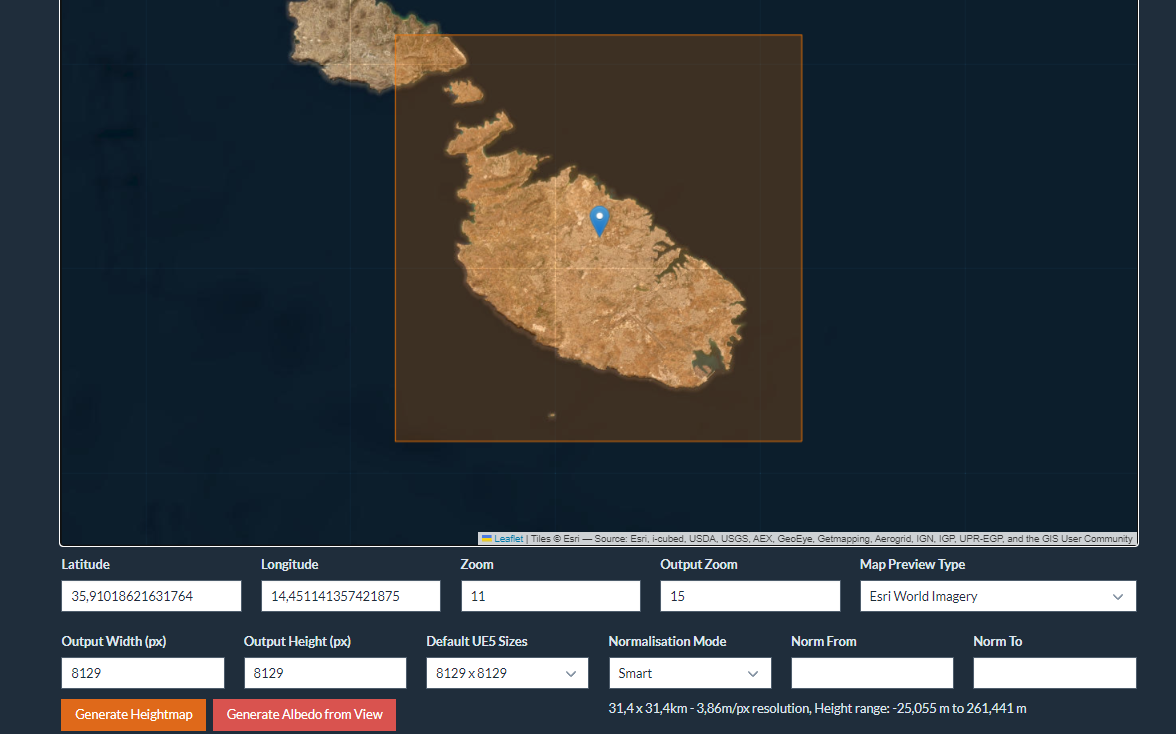 Leaflet | Tiles © Esri — Source: Esri, i-cubed, USDA, USGS, AEX, GeoEye, Getmapping, Aerogrid, IGN, IGP, UPR-EGP, and the GIS User Community
Latitude Longitude Zoom Output Zoom Map Preview Type
35,91018621631764 14,451141357421875 11 15 Esri World Imagery
Output Width (px) Output Height (px) Default UE5 Sizes Normalisation Mode Norm From Norm To
8129 8129 8129 x 8129 Smart
Generate Heightmap Generate Albedo from View 31,4 x 31,4km - 3,86m/px resolution, Height range: -25,055 m to 261,441 m